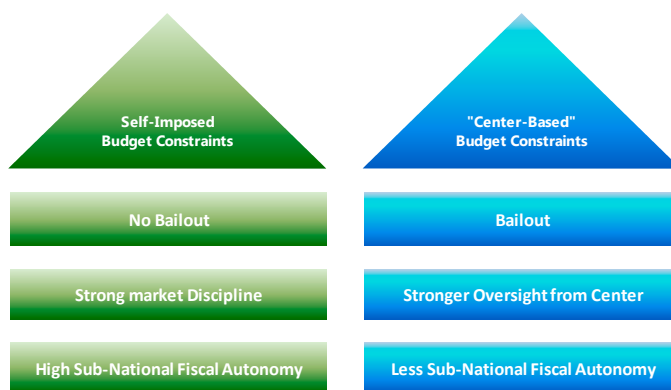 Self-Imposed
Budget Constraints
"Center-Based"
Budget Constraints
No Bailout
Bailout
Strong market Discipline
Stronger Oversight from Center
High Sub-National Fiscal Autonomy
Less Sub-National Fiscal Autonomy